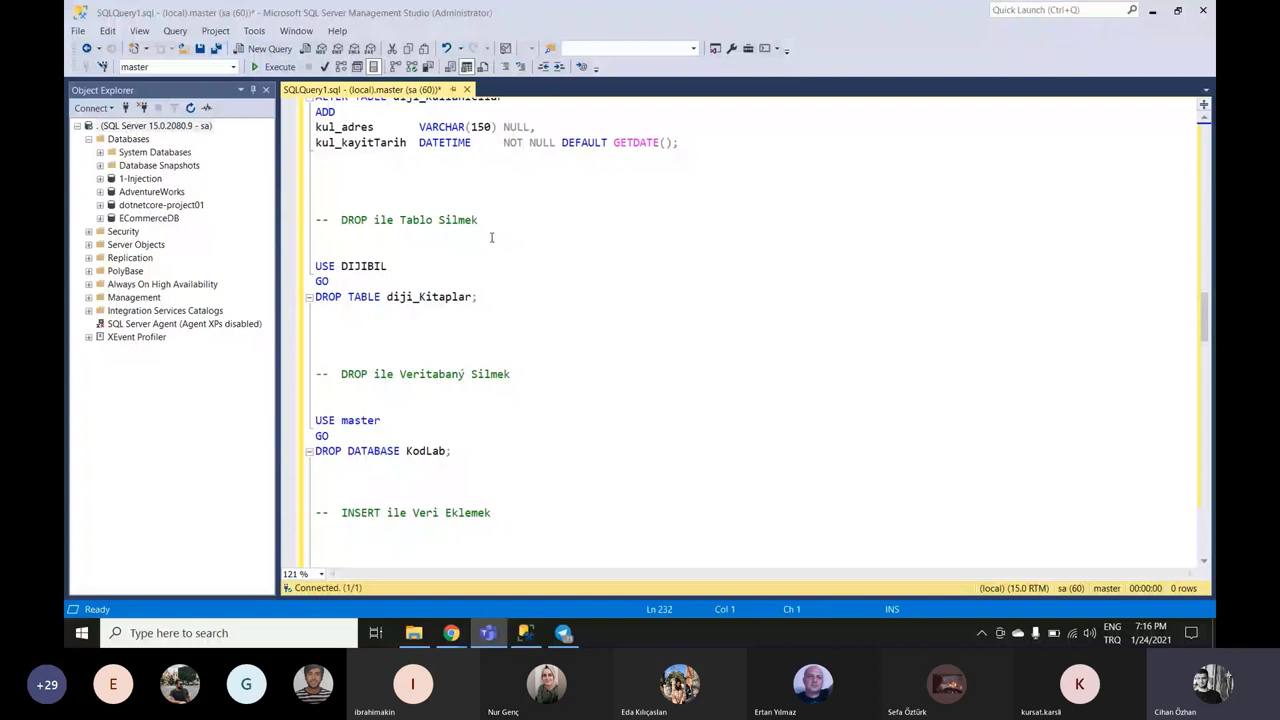 SQLQuery1.sql - (local).master (sa (60))* - Microsoft SQL Server Management Studio (Administrator)
Quick Launch (Ctrl+Q)
File Edit View Query Project Tools Window Help
New Query
master
Execute
Object Explorer
SQLQuery1.sql - (local).master (sa (60))*
Connect
. (SQL Server 15.0.2080.9 - sa)
Databases
System Databases
Database Snapshots
1-Injection
AdventureWorks
dotnetcore-project01
ECommerceDB
Security
Server Objects
Replication
PolyBase
Always On High Availability
Management
Integration Services Catalogs
SQL Server Agent (Agent XPs disabled)
XEvent Profiler
ALTER TABLE diji_Kullanicilar
ADD
kul_adres VARCHAR(150) NULL,
kul_kayitTarih DATETIME NOT NULL DEFAULT GETDATE();
-- DROP ile Tablo Silmek
USE DIJIBIL
GO
DROP TABLE diji_Kitaplar;
-- DROP ile Veritabaný Silmek
USE master
GO
DROP DATABASE KodLab;
-- INSERT ile Veri Eklemek
121 %
Connected. (1/1)
(local) (15.0 RTM) sa (60) master 00:00:00 0 rows
Ready
Ln 232 Col 1 Ch 1 INS
Type here to search
ENG
TRQ
7:16 PM
1/24/2021
+29
E
G
I
K
ibrahimakin
Nur Genç
Eda Kılıçaslan
Ertan Yılmaz
Sefa Öztürk
kursat.karsli
Cihan Özhan